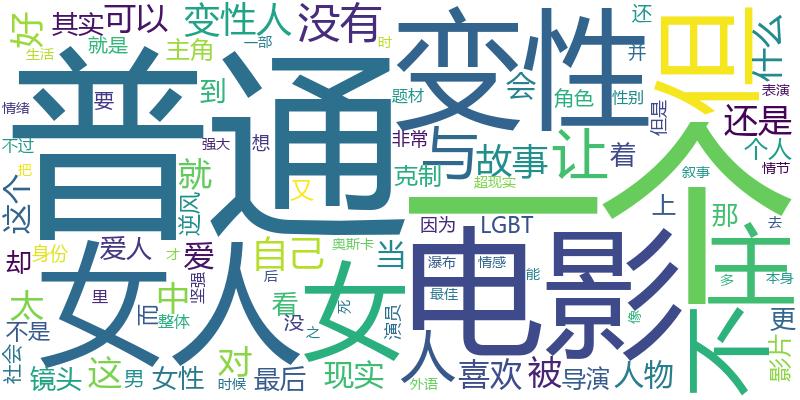 好
其实
可以
变性人
没有
还
但
什么
就是
主角
一部
时
变性
并
生活
普通
题材
会
角色
性别
但是
表演
情绪
要
到
还是
不过
强大
想
非常
与
故事
让
着
个人
把
克制
叙事
情节
这个
就
超现实
一个
逆风
又
因为
LGBT
上
那
去
却
身份
爱人
爱
自己
奥斯卡
当
电影
不住
才
坚强
后
瀑布
情感
能
多
本身
女人
里
女
最佳
太
中
而
看
死
演员
像
更
不是
整体
没
之
人
影片
社会
镜头
这
男
女性
对
时候
最后
现实
外语
喜欢
被
导演
人物